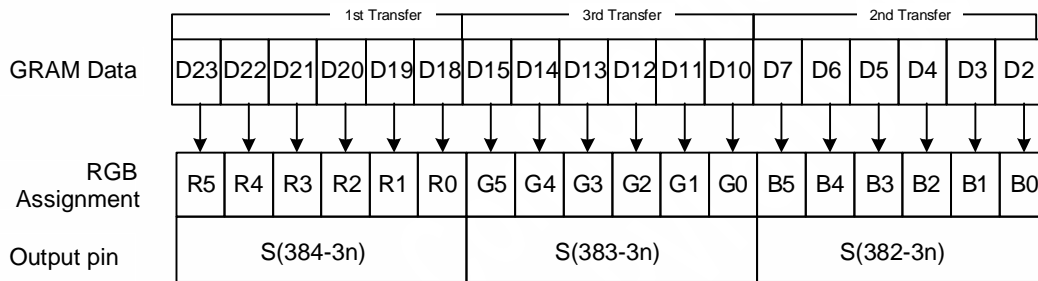 1st Transfer 3rd Transfer 2nd Transfer
GRAM Data D23 D22 D21 D20 D19 D18 D15 D14 D13 D12 D11 D10 D7 D6 D5 D4 D3 D2
RGB
Assignment R5 R4 R3 R2 R1 R0 G5 G4 G3 G2 G1 G0 B5 B4 B3 B2 B1 B0
Output pin S(384-3n) S(383-3n) S(382-3n)